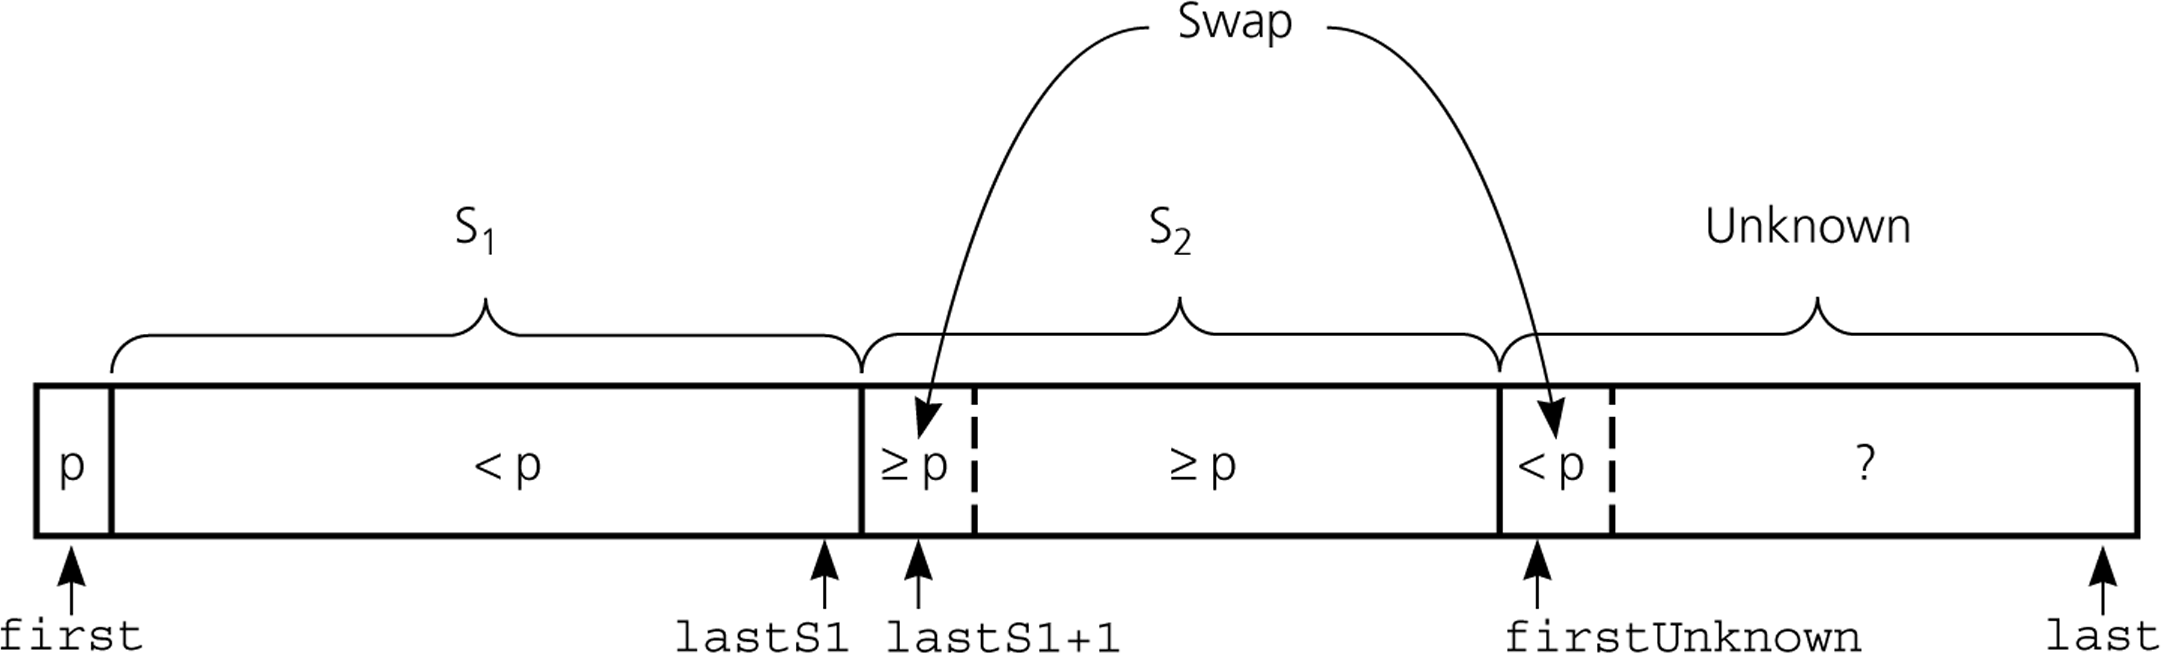 Swap
S₁ S₂ Unknown
p < p ≥ p ≥ p < p ?
first lastS1 lastS1+1 firstUnknown last